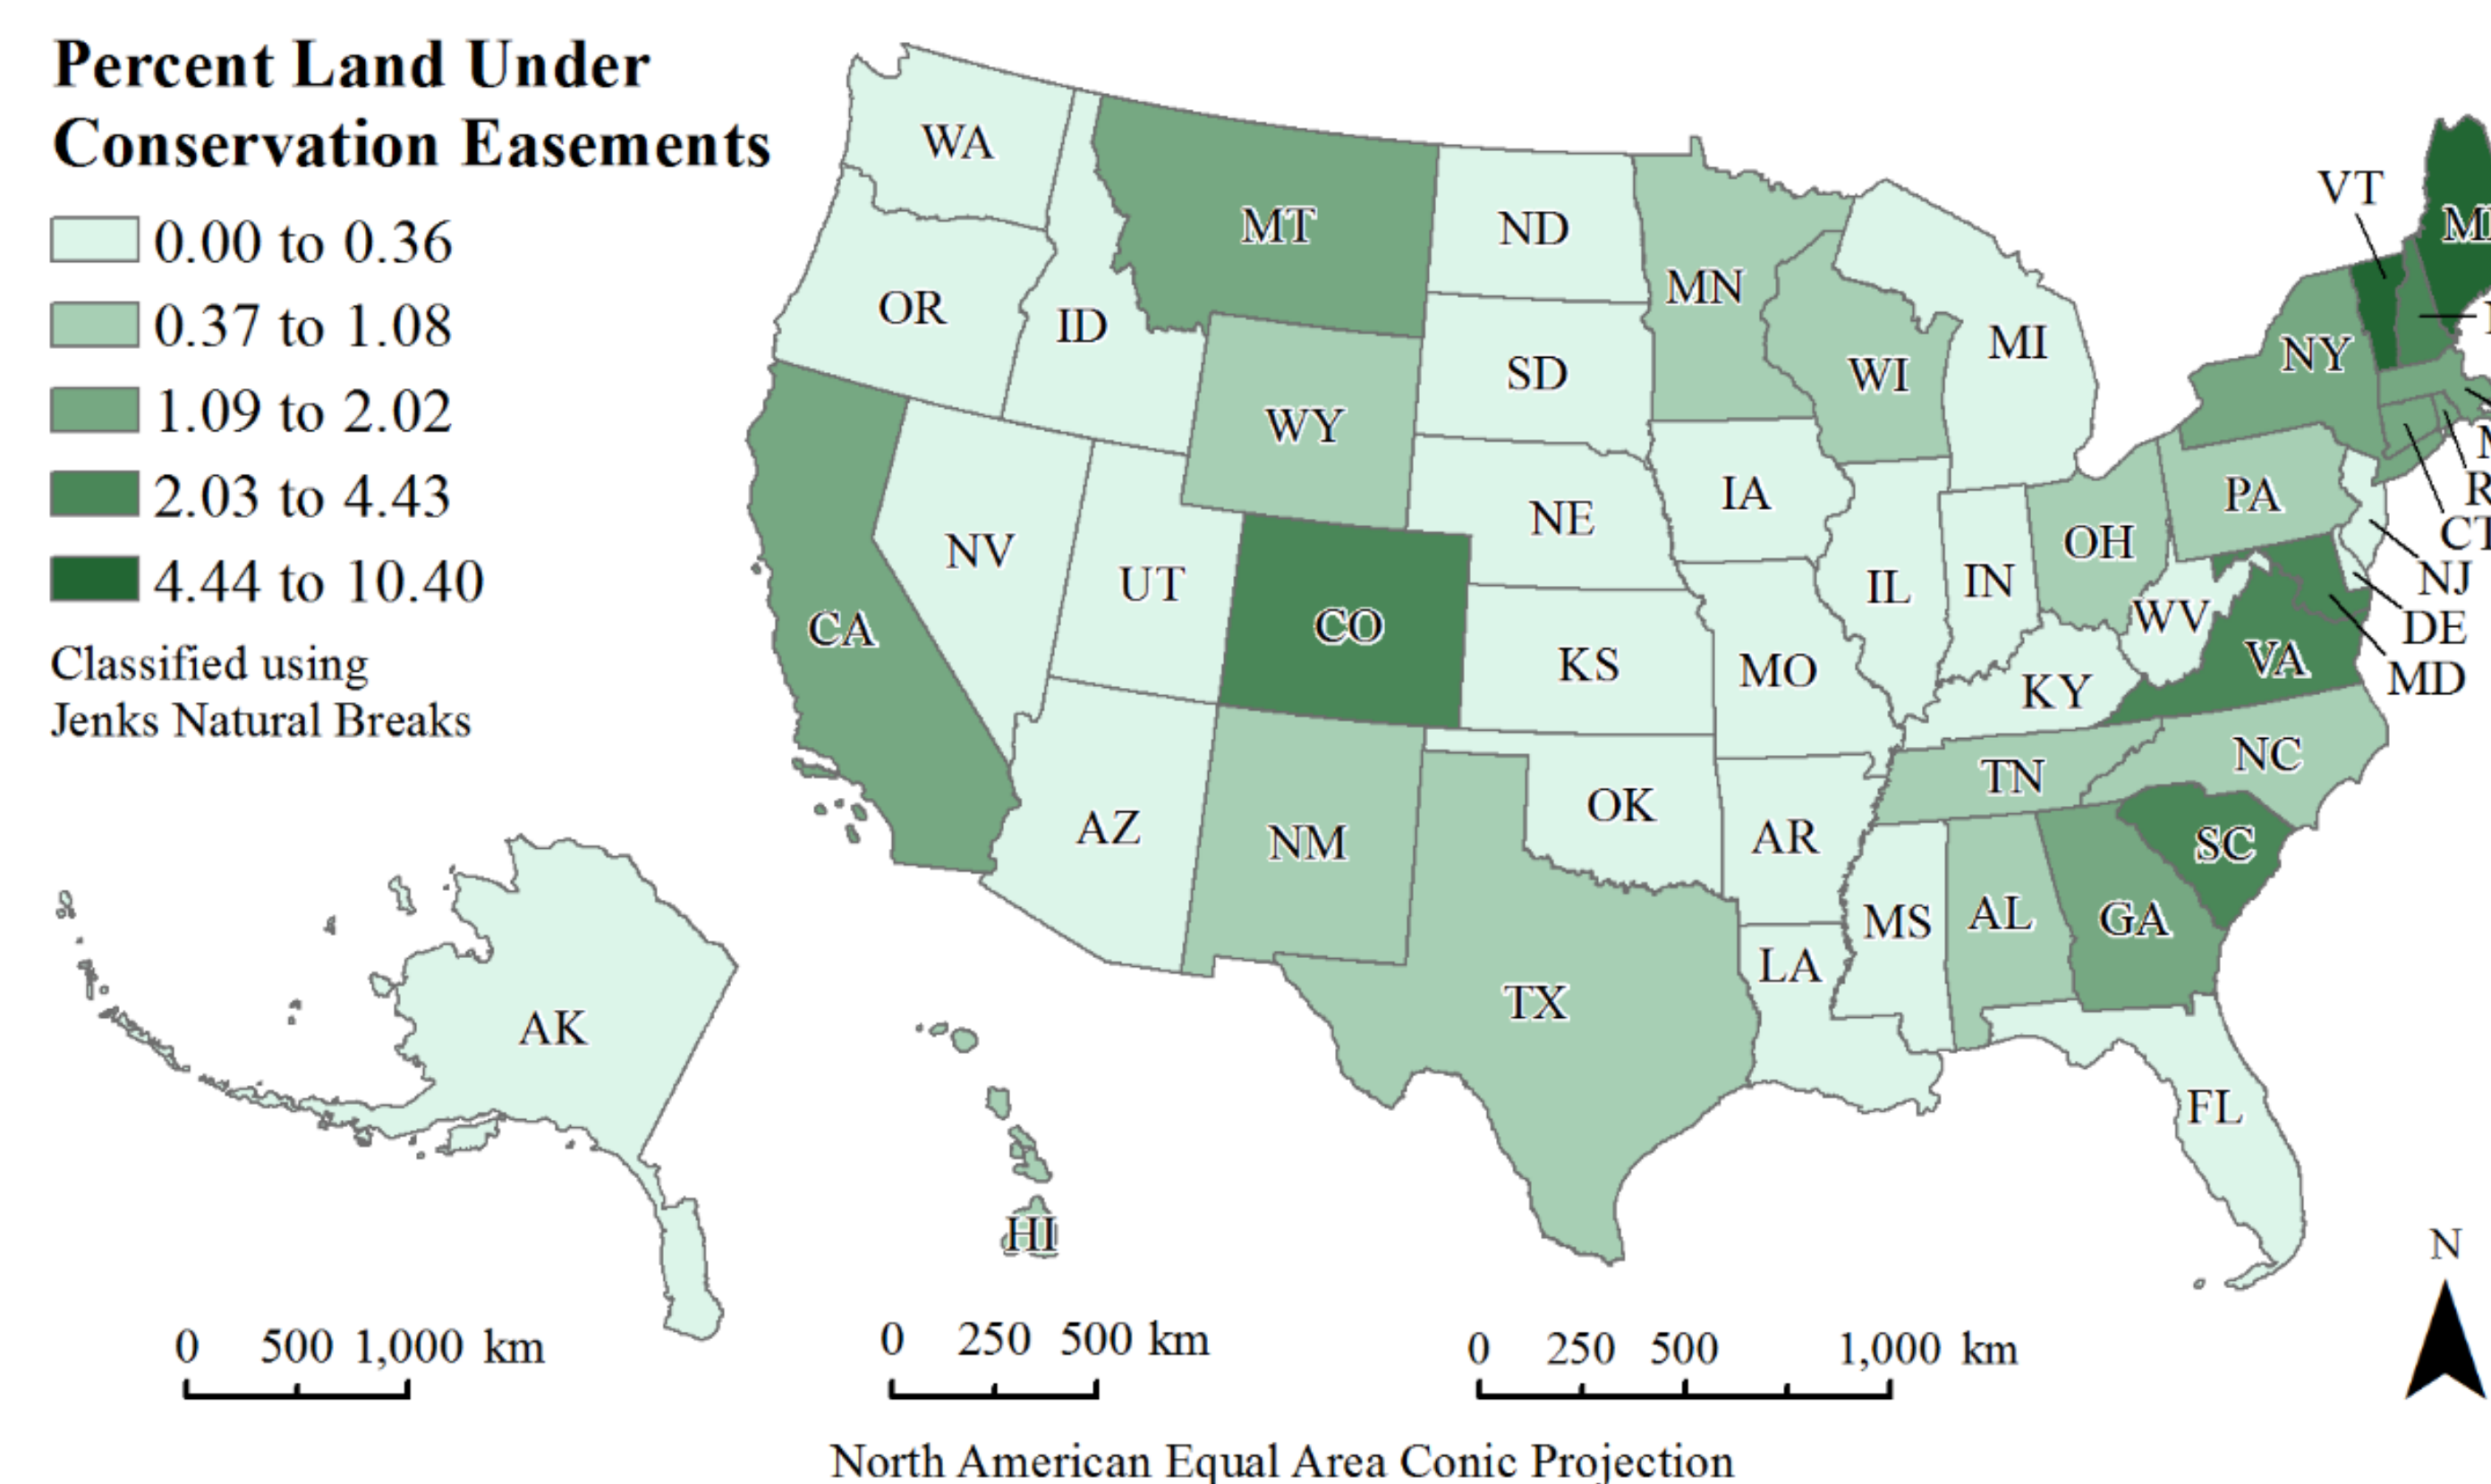 Percent Land Under
Conservation Easements
0.00 to 0.36
0.37 to 1.08
1.09 to 2.02
2.03 to 4.43
4.44 to 10.40
Classified using
Jenks Natural Breaks
WA
MT
ND
MN
VT
OR
ID
SD
WI
MI
NY
WY
IA
PA
NE
CT
NV
UT
IL
IN
OH
NJ
CA
CO
KS
MO
WV
DE
KY
VA
MD
AZ
NM
OK
AR
TN
NC
SC
MS
AL
GA
LA
TX
AK
HI
FL
N
0 500 1,000 km
0 250 500 km
0 250 500 1,000 km
North American Equal Area Conic Projection